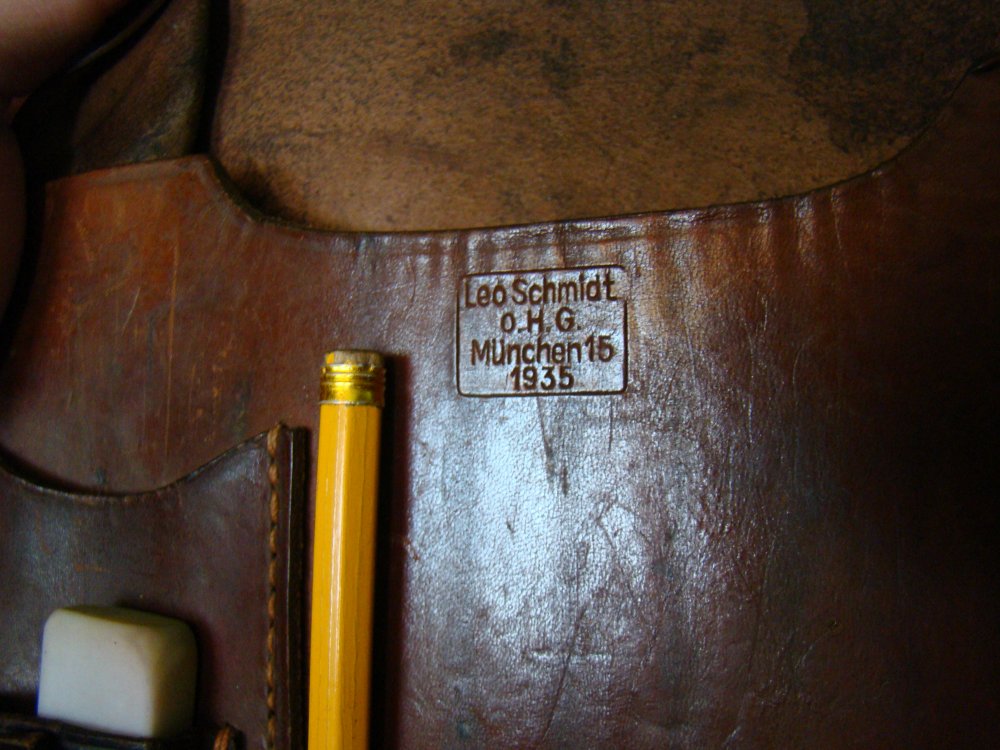 Leo Schmidt
o.H.G.
München 15
1935